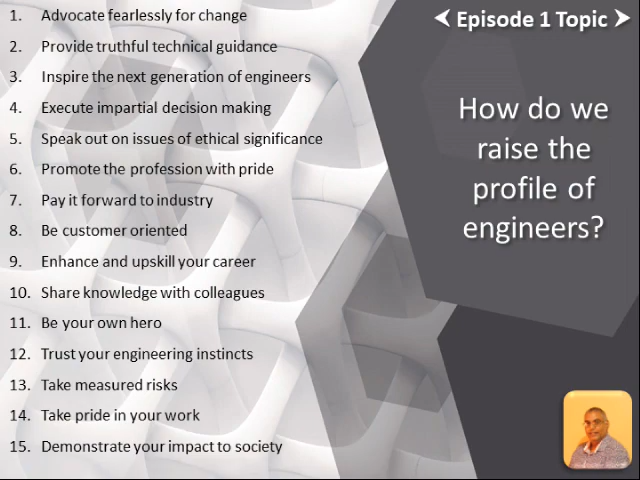 1. Advocate fearlessly for change
2. Provide truthful technical guidance
3. Inspire the next generation of engineers
4. Execute impartial decision making
5. Speak out on issues of ethical significance
6. Promote the profession with pride
7. Pay it forward to industry
8. Be customer oriented
9. Enhance and upskill your career
10. Share knowledge with colleagues
11. Be your own hero
12. Trust your engineering instincts
13. Take measured risks
14. Take pride in your work
15. Demonstrate your impact to society
Episode 1 Topic
How do we
raise the
profile of
engineers?